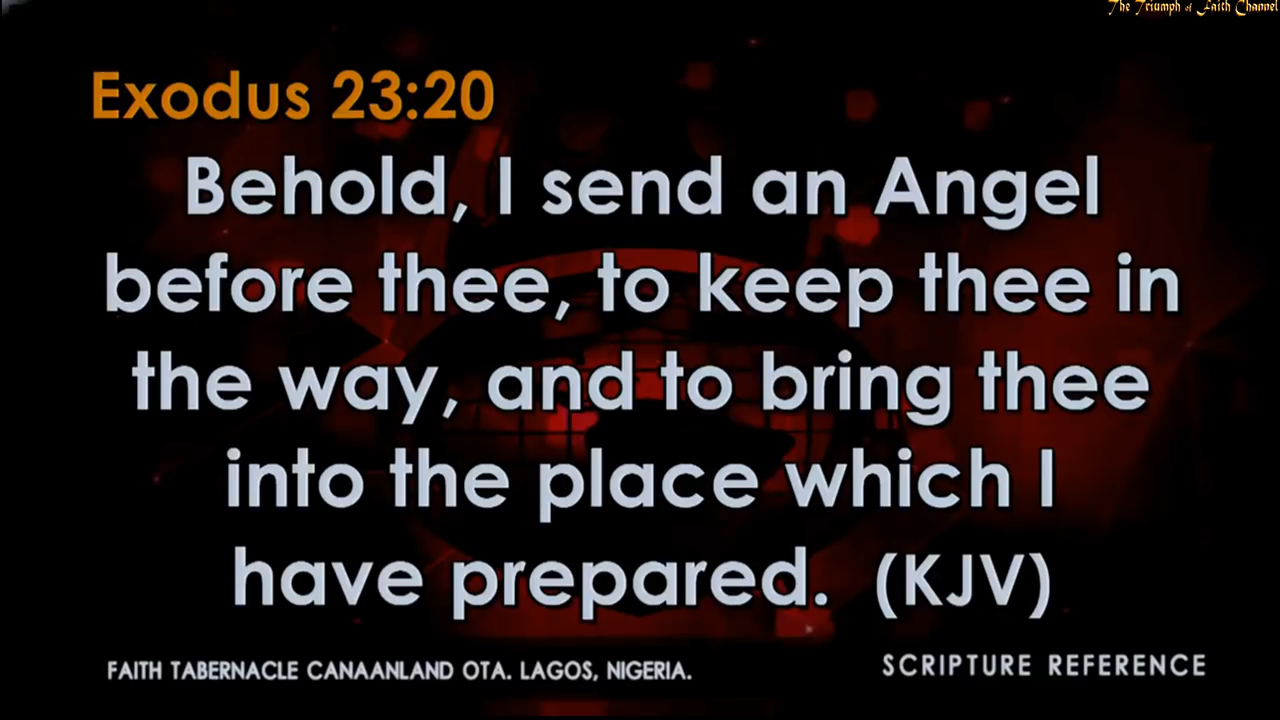 The Triumph of Faith Channel
Exodus 23:20
Behold, I send an Angel
before thee, to keep thee in
the way, and to bring thee
into the place which I
have prepared. (KJV)
FAITH TABERNACLE CANAANLAND OTA. LAGOS, NIGERIA.
SCRIPTURE REFERENCE